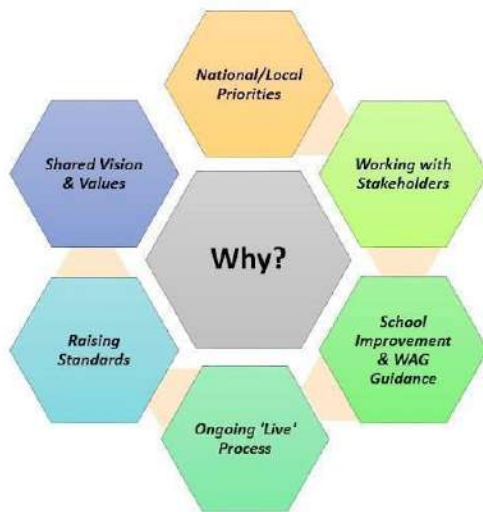 National/Local
Priorities
Working with
Stakeholders
School
Improvement
& WAG
Guidance
Ongoing 'Live'
Process
Raising
Standards
Shared Vision
& Values
Why?